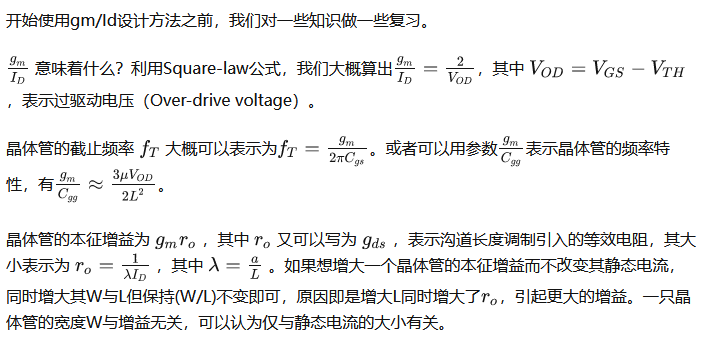 开始使用gm/Id设计方法之前，我们对一些知识做一些复习。
$\frac{g_m}{I_D}$ 意味着什么？利用Square-law公式，我们大概算出$\frac{g_m}{I_D} = \frac{2}{V_{OD}}$，其中 $V_{OD} = V_{GS} - V_{TH}$
，表示过驱动电压（Over-drive voltage）。
晶体管的截止频率 $f_T$ 大概可以表示为$f_T = \frac{g_m}{2\pi C_{gs}}$。或者可以用参数$\frac{g_m}{C_{gg}}$表示晶体管的频率特
性，有$\frac{g_m}{C_{gg}} \approx \frac{3\mu V_{OD}}{2L^2}$。
晶体管的本征增益为 $g_m r_o$ ，其中 $r_o$ 又可以写为 $g_{ds}$ ，表示沟道长度调制引入的等效电阻，其大
小表示为 $r_o = \frac{1}{\lambda I_D}$ ，其中 $\lambda = \frac{a}{L}$ 。如果想增大一个晶体管的本征增益而不改变其静态电流，
同时增大其W与L但保持(W/L)不变即可，原因即是增大L同时增大了$r_o$，引起更大的增益。一只晶
体管的宽度W与增益无关，可以认为仅与静态电流的大小有关。